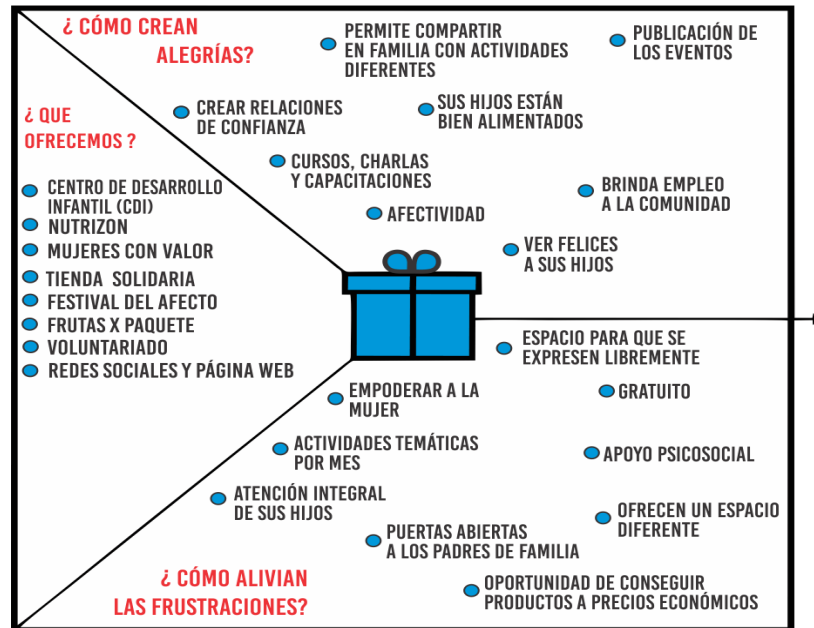 ¿ CÓMO CREAN
ALEGRÍAS?
PERMITE COMPARTIR
EN FAMILIA CON ACTIVIDADES
DIFERENTES
PUBLICACIÓN DE
LOS EVENTOS
CREAR RELACIONES
DE CONFIANZA
SUS HIJOS ESTÁN
BIEN ALIMENTADOS
CURSOS, CHARLAS
Y CAPACITACIONES
BRINDA EMPLEO
A LA COMUNIDAD
AFECTIVIDAD
VER FELICES
A SUS HIJOS
¿ QUE
OFRECEMOS ?
CENTRO DE DESARROLLO
INFANTIL (CDI)
NUTRIZON
MUJERES CON VALOR
TIENDA SOLIDARIA
FESTIVAL DEL AFECTO
FRUTAS X PAQUETE
VOLUNTARIADO
REDES SOCIALES Y PÁGINA WEB
ESPACIO PARA QUE SE
EXPRESEN LIBREMENTE
EMPODERAR A LA
MUJER
GRATUITO
ACTIVIDADES TEMÁTICAS
POR MES
APOYO PSICOSOCIAL
ATENCIÓN INTEGRAL
DE SUS HIJOS
OFRECEN UN ESPACIO
DIFERENTE
PUERTAS ABIERTAS
A LOS PADRES DE FAMILIA
¿ CÓMO ALIVIAN
LAS FRUSTRACIONES?
OPORTUNIDAD DE CONSEGUIR
PRODUCTOS A PRECIOS ECONÓMICOS